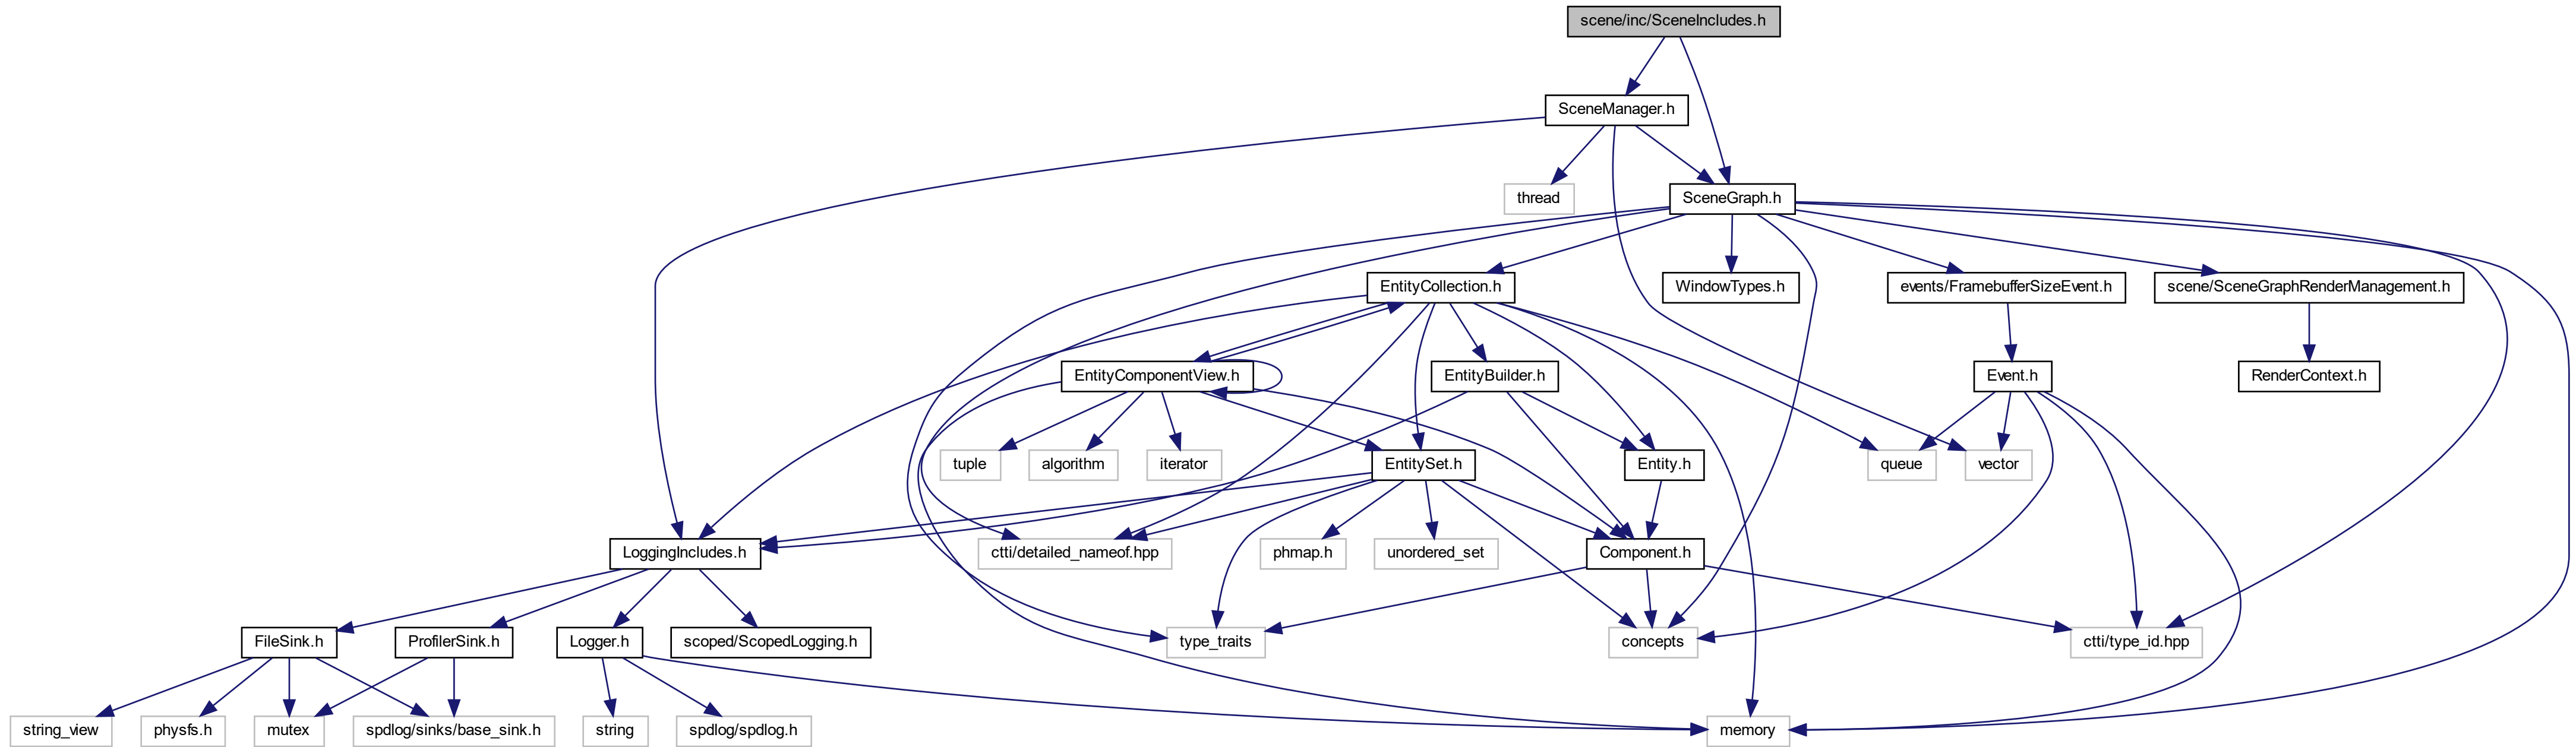 scene/inc/SceneIncludes.h
SceneManager.h
thread
SceneGraph.h
EntityCollection.h
WindowTypes.h
events/FramebufferSizeEvent.h
scene/SceneGraphRenderManagement.h
EntityComponentView.h
EntityBuilder.h
Event.h
RenderContext.h
tuple
algorithm
iterator
EntitySet.h
Entity.h
queue
vector
LoggingIncludes.h
ctti/detailed_nameof.hpp
phmap.h
unordered_set
Component.h
FileSink.h
ProfilerSink.h
Logger.h
scoped/ScopedLogging.h
type_traits
concepts
ctti/type_id.hpp
string_view
physfs.h
mutex
spdlog/sinks/base_sink.h
string
spdlog/spdlog.h
memory